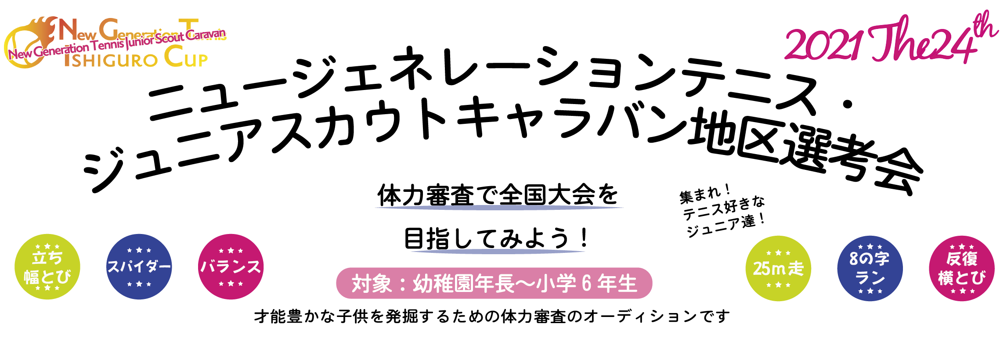 New Generation Tennis
New Generation Tennis Junior Scout Caravan
ISHIGURO CUP
2021 The 24th
ニュージェネレーションテニス・
ジュニアスカウトキャラバン地区選考会
体力審査で全国大会を
目指してみよう！
集まれ！
テニス好きな
ジュニア達！
立ち
幅とび
スパイダー
バランス
対象：幼稚園年長～小学6年生
25m走
8の字
ラン
反復
横とび
才能豊かな子供を発掘するための体力審査のオーディションです